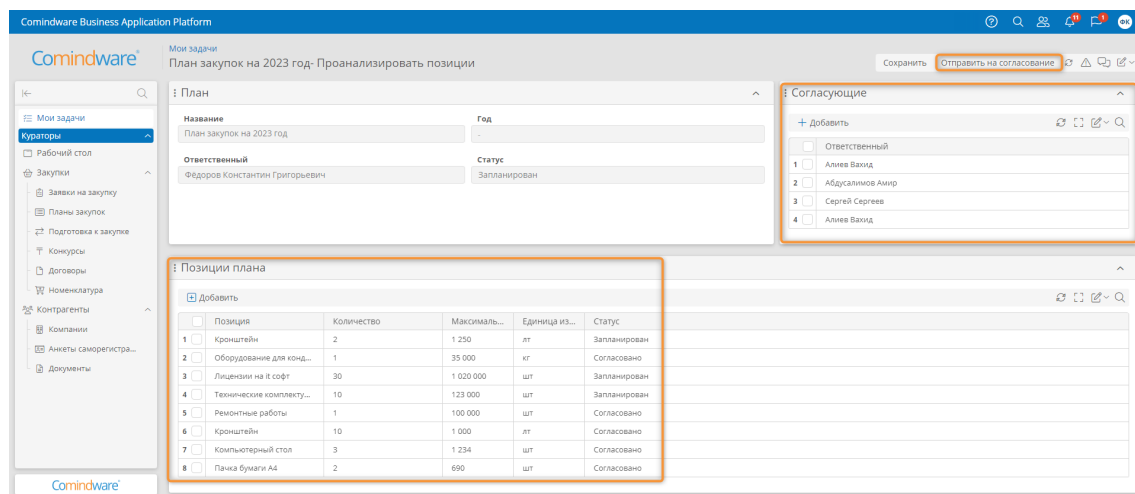 Comindware Business Application Platform
11
1
ФК
Comindware
Мои задачи
План закупок на 2023 год- Проанализировать позиции
Сохранить
Отправить на согласование
Мои задачи
Кураторы
Рабочий стол
Закупки
Заявки на закупку
Планы закупок
Подготовка к закупке
Конкурсы
Договоры
Номенклатура
Контрагенты
Компании
Анкеты саморегистра...
Документы
Comindware
План
Название
План закупок на 2023 год
Год
-
Ответственный
Фёдоров Константин Григорьевич
Статус
Запланирован
Согласующие
+ Добавить
Ответственный
1 Алиев Вахид
2 Абдусалимов Амир
3 Сергей Сергеев
4 Алиев Вахид
Позиции плана
Добавить
Позиция Количество Максималь... Единица из... Статус
1 Кронштейн 2 1 250 лт Запланирован
2 Оборудование для конд... 1 35 000 кг Согласовано
3 Лицензии на it софт 30 1 020 000 шт Запланирован
4 Технические комплекту... 10 123 000 шт Запланирован
5 Ремонтные работы 1 100 000 шт Согласовано
6 Кронштейн 10 1 000 лт Согласовано
7 Компьютерный стол 3 1 234 шт Согласовано
8 Пачка бумаги А4 2 690 шт Согласовано